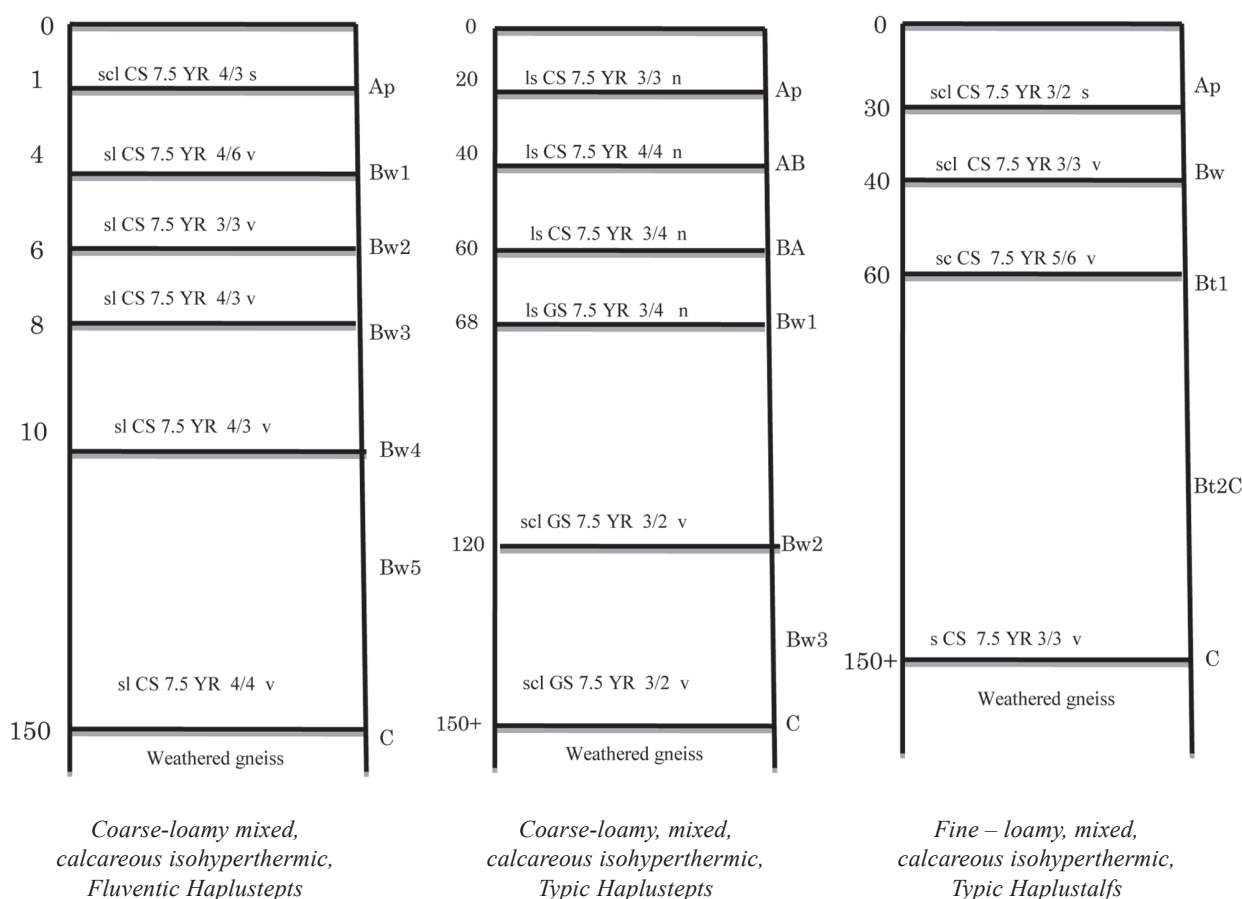 0
scl CS 7.5 YR 4/3 s
1
Ap
sl CS 7.5 YR 4/6 v
4
Bw1
sl CS 7.5 YR 3/3 v
6
Bw2
sl CS 7.5 YR 4/3 v
8
Bw3
sl CS 7.5 YR 4/3 v
10
Bw4
Bw5
sl CS 7.5 YR 4/4 v
150
C
Weathered gneiss
Coarse-loamy mixed,
calcareous isohyperthermic,
Fluventic Haplustepts
0
ls CS 7.5 YR 3/3 n
20
Ap
ls CS 7.5 YR 4/4 n
40
AB
ls CS 7.5 YR 3/4 n
60
BA
ls GS 7.5 YR 3/4 n
68
Bw1
scl GS 7.5 YR 3/2 v
120
Bw2
Bw3
scl GS 7.5 YR 3/2 v
150+
C
Weathered gneiss
Coarse-loamy, mixed,
calcareous isohyperthermic,
Typic Haplustepts
0
scl CS 7.5 YR 3/2 s
Ap
30
scl CS 7.5 YR 3/3 v
Bw
40
sc CS 7.5 YR 5/6 v
60
Bt1
Bt2C
s CS 7.5 YR 3/3 v
150+
C
Weathered gneiss
Fine – loamy, mixed,
calcareous isohyperthermic,
Typic Haplustalfs